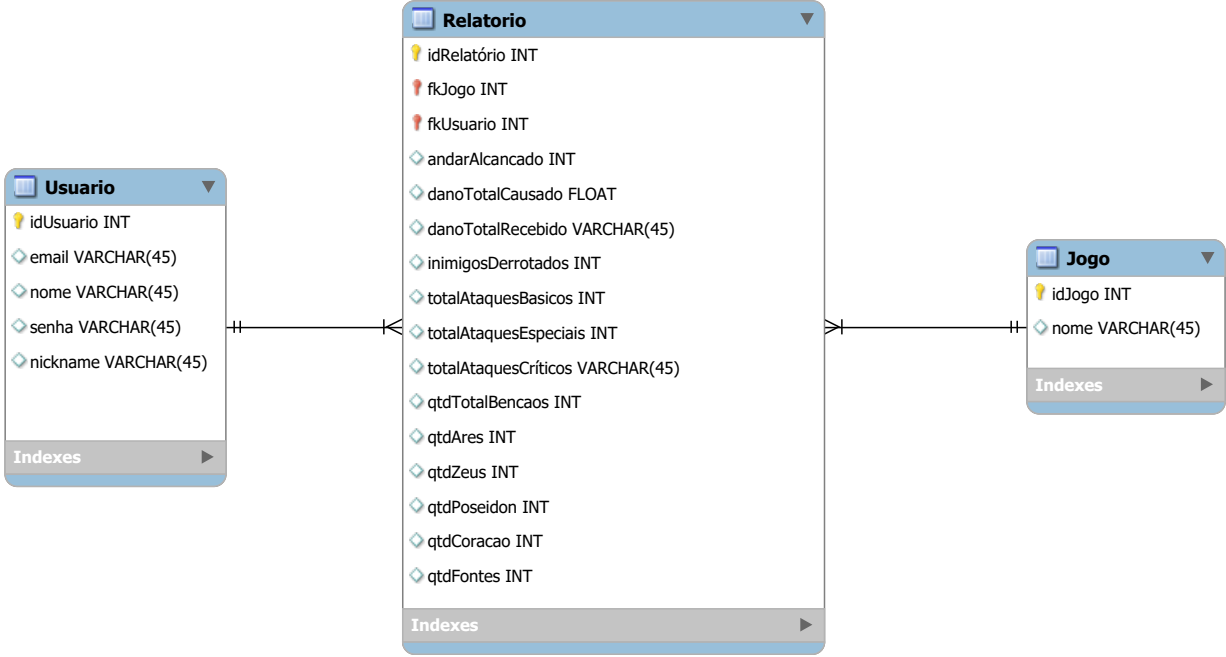 Usuario
idUsuario INT
email VARCHAR(45)
nome VARCHAR(45)
senha VARCHAR(45)
nickname VARCHAR(45)
Indexes
Relatorio
idRelatório INT
fkJogo INT
fkUsuario INT
andarAlcancado INT
danoTotalCausado FLOAT
danoTotalRecebido VARCHAR(45)
inimigosDerrotados INT
totalAtaquesBasicos INT
totalAtaquesEspeciais INT
totalAtaquesCríticos VARCHAR(45)
qtdTotalBencaos INT
qtdAres INT
qtdZeus INT
qtdPoseidon INT
qtdCoracao INT
qtdFontes INT
Indexes
Jogo
idJogo INT
nome VARCHAR(45)
Indexes